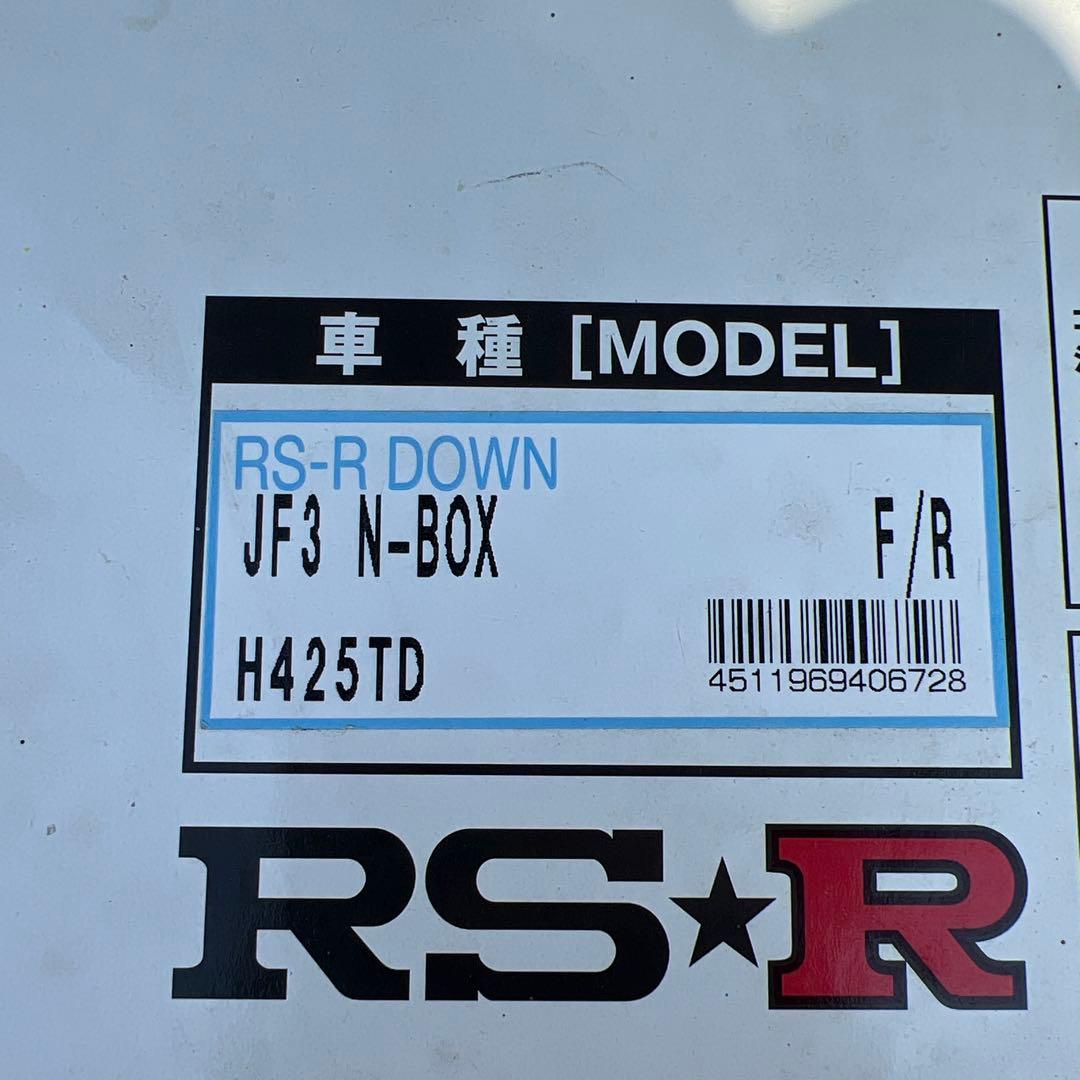 車種 [MODEL]
RS-R DOWN
JF3 N-BOX F/R
H425TD
4511969406728
RS★R